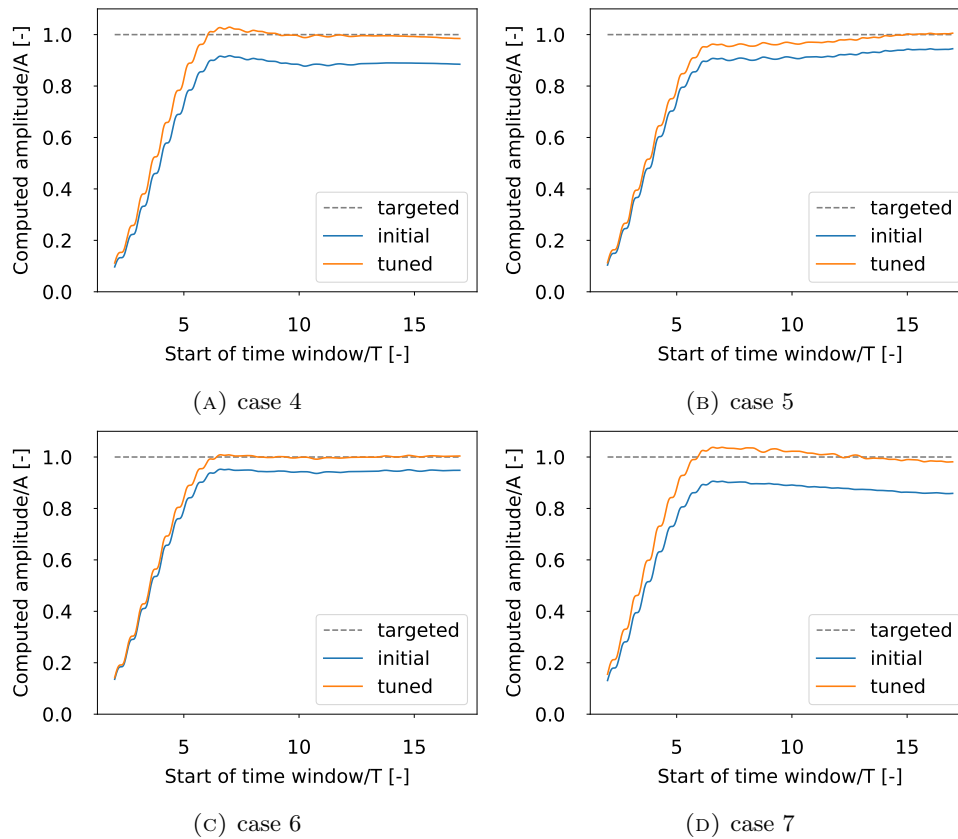 Computed amplitude/A [-]
1.0
0.8
0.6
0.4
0.2
0.0
targeted
initial
tuned
5 10 15
Start of time window/T [-]
(A) case 4
Computed amplitude/A [-]
1.0
0.8
0.6
0.4
0.2
0.0
targeted
initial
tuned
5 10 15
Start of time window/T [-]
(B) case 5
Computed amplitude/A [-]
1.0
0.8
0.6
0.4
0.2
0.0
targeted
initial
tuned
5 10 15
Start of time window/T [-]
(C) case 6
Computed amplitude/A [-]
1.0
0.8
0.6
0.4
0.2
0.0
targeted
initial
tuned
5 10 15
Start of time window/T [-]
(D) case 7